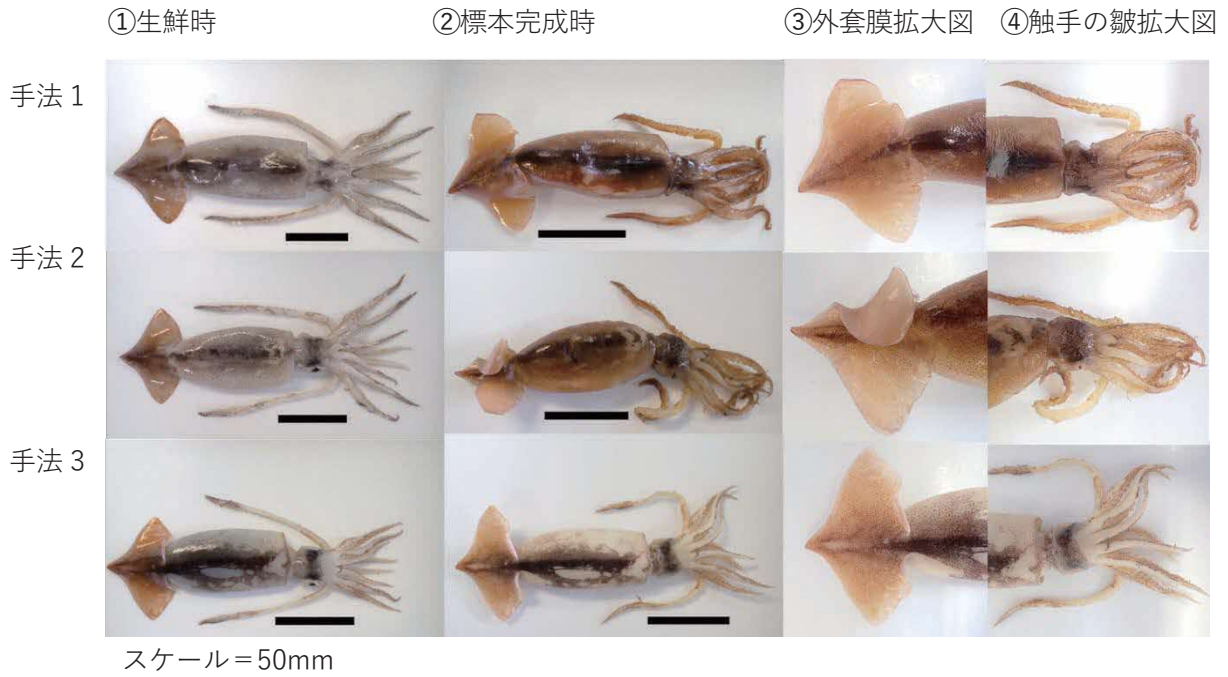 ①生鮮時 ②標本完成時 ③外套膜拡大図 ④触手の皺拡大図
手法 1
手法 2
手法 3
スケール＝50mm